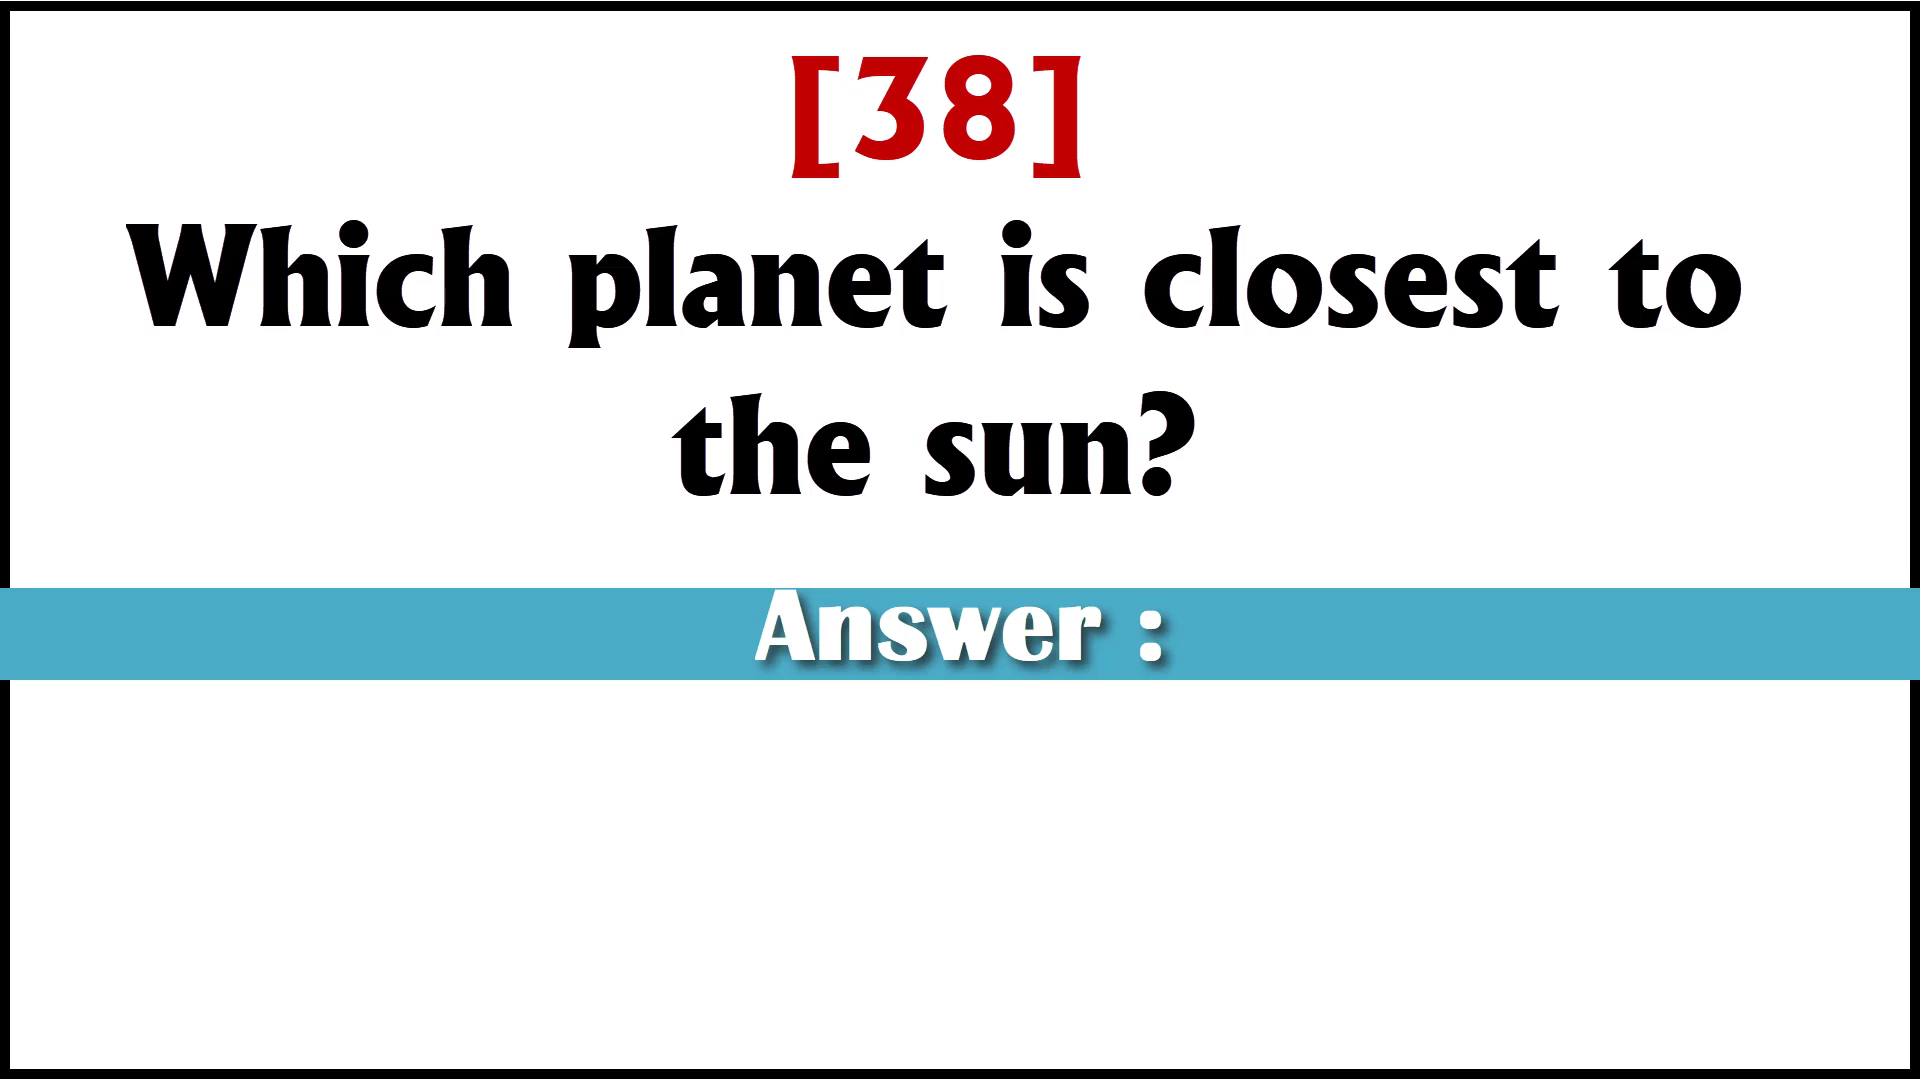 [38]
Which planet is closest to
the sun?
Answer :